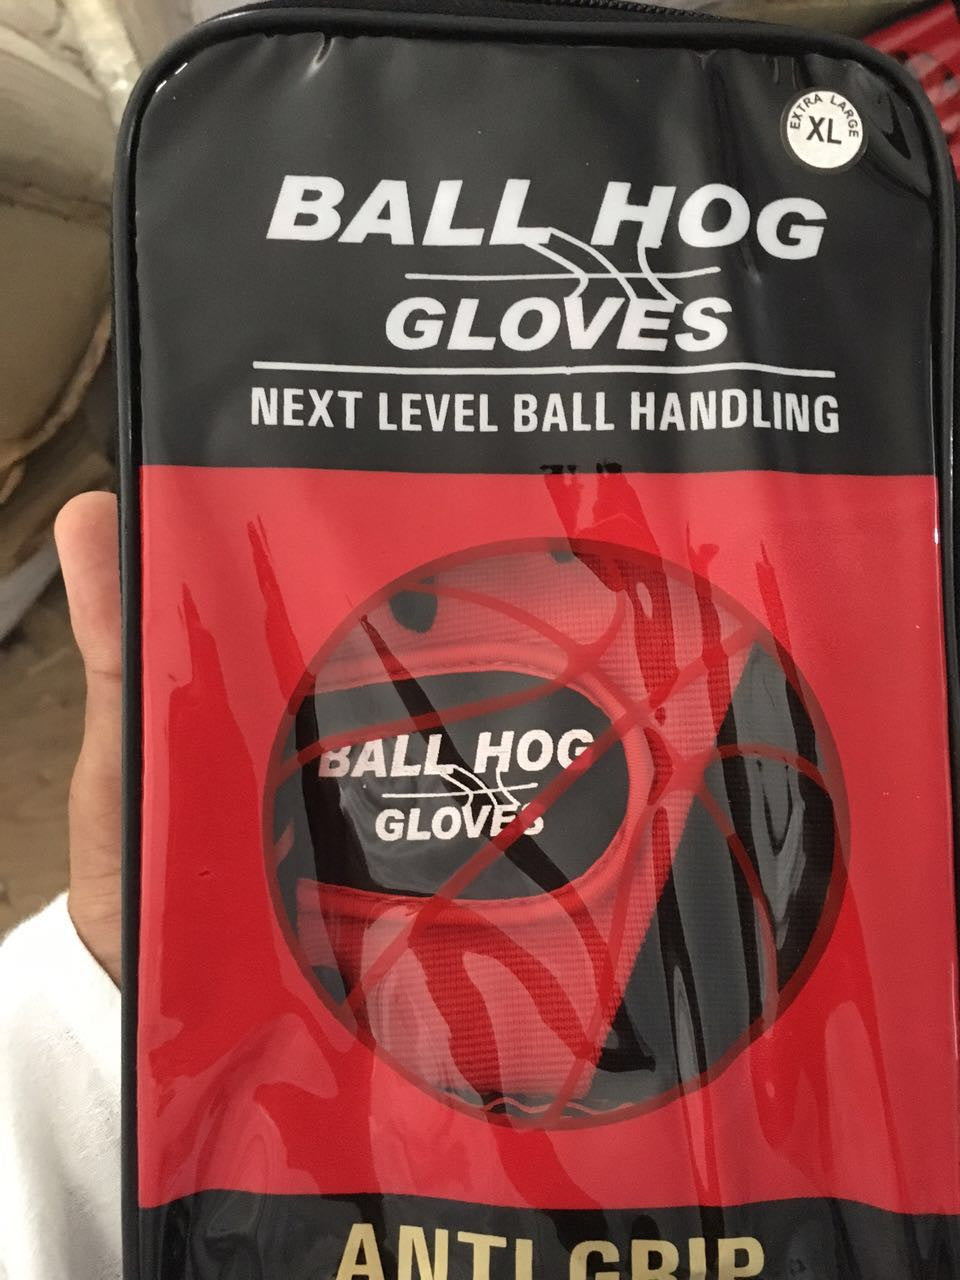 EXTRA LARGE
XL
BALL HOG
GLOVES
NEXT LEVEL BALL HANDLING
BALL HOG
GLOVES
ANTI GRIP